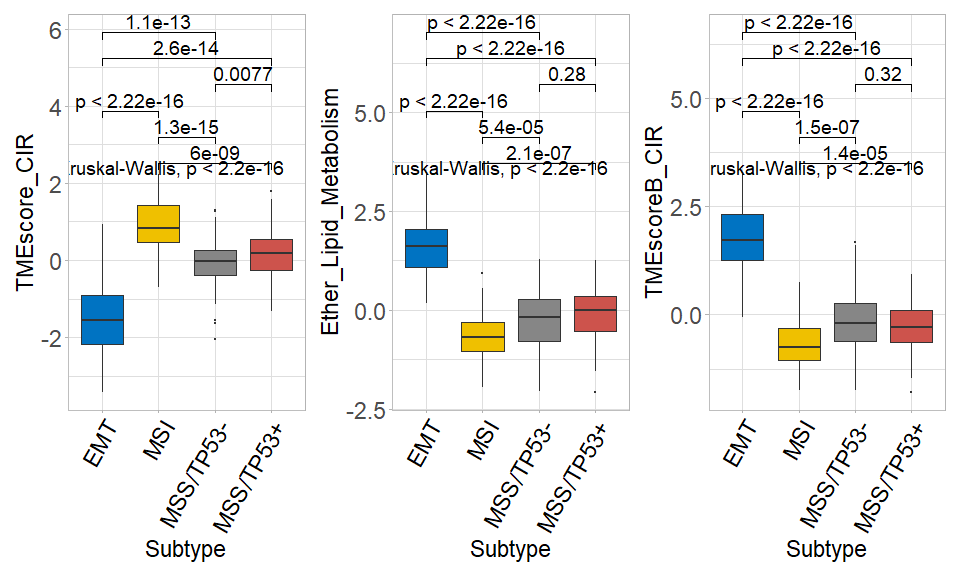 TMEscore_CIR
6
4
2
0
-2
1.1e-13
2.6e-14
0.0077
p < 2.22e-16
1.3e-15
6e-09
ruskal-Wallis, p < 2.2e-16
EMT
MSI
MSS/TP53-
MSS/TP53+
Subtype
Ether_Lipid_Metabolism
5.0
2.5
0.0
-2.5
p < 2.22e-16
p < 2.22e-16
0.28
p < 2.22e-16
5.4e-05
2.1e-07
ruskal-Wallis, p < 2.2e-16
EMT
MSI
MSS/TP53-
MSS/TP53+
Subtype
TMEscoreB_CIR
5.0
2.5
0.0
p < 2.22e-16
p < 2.22e-16
0.32
p < 2.22e-16
1.5e-07
1.4e-05
ruskal-Wallis, p < 2.2e-16
EMT
MSI
MSS/TP53-
MSS/TP53+
Subtype